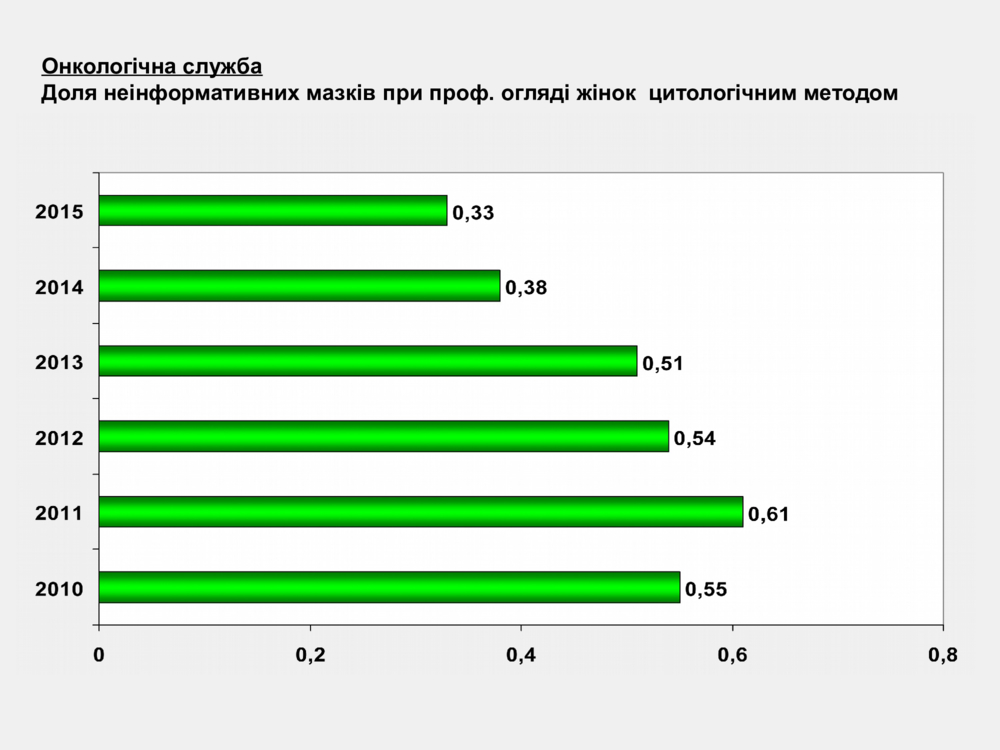 Онкологічна служба
Доля неінформативних мазків при проф. огляді жінок цитологічним методом
2015 0,33
2014 0,38
2013 0,51
2012 0,54
2011 0,61
2010 0,55
0 0,2 0,4 0,6 0,8